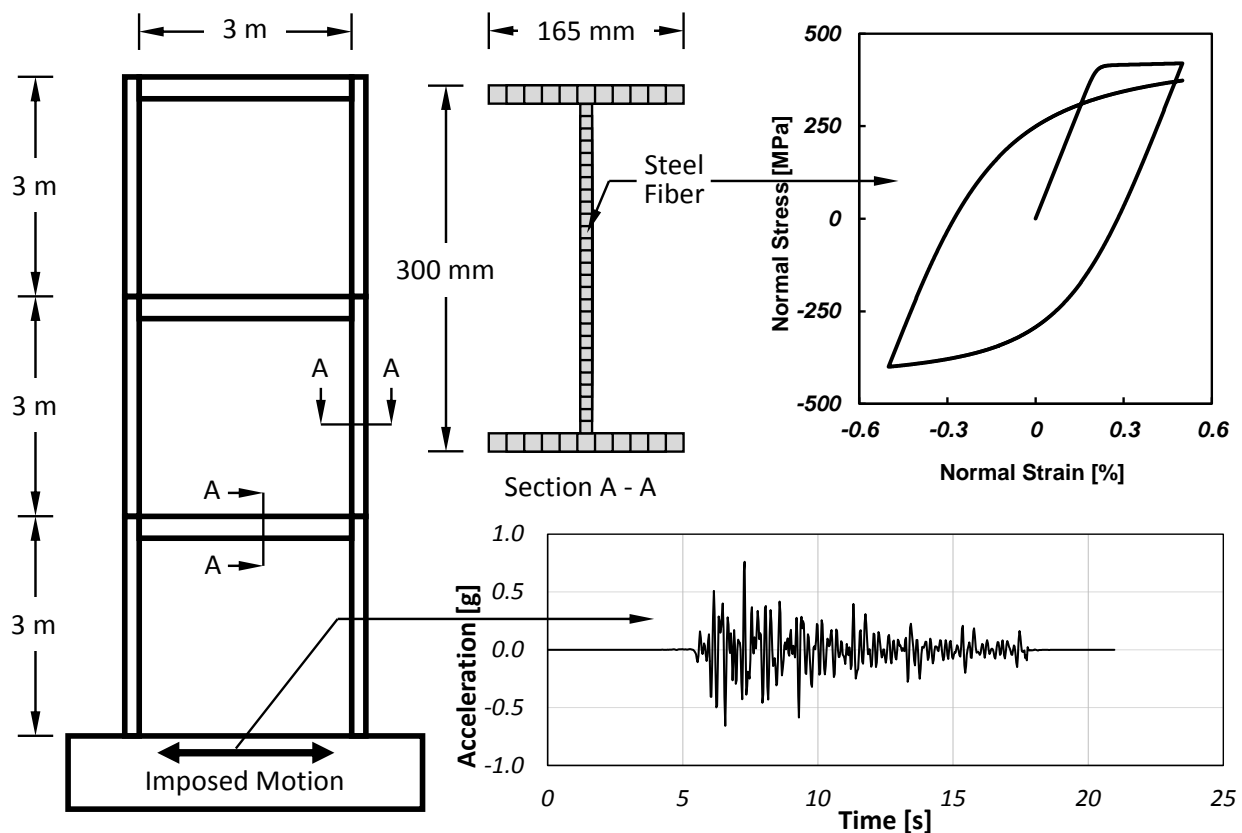 3 m
3 m
3 m
3 m
A
A
A
A
Imposed Motion
165 mm
300 mm
Steel
Fiber
Section A - A
Normal Stress [MPa]
500
250
0
-250
-500
-0.6
-0.3
0
0.3
0.6
Normal Strain [%]
Acceleration [g]
1.0
0.5
0.0
-0.5
-1.0
0
5
10
15
20
25
Time [s]